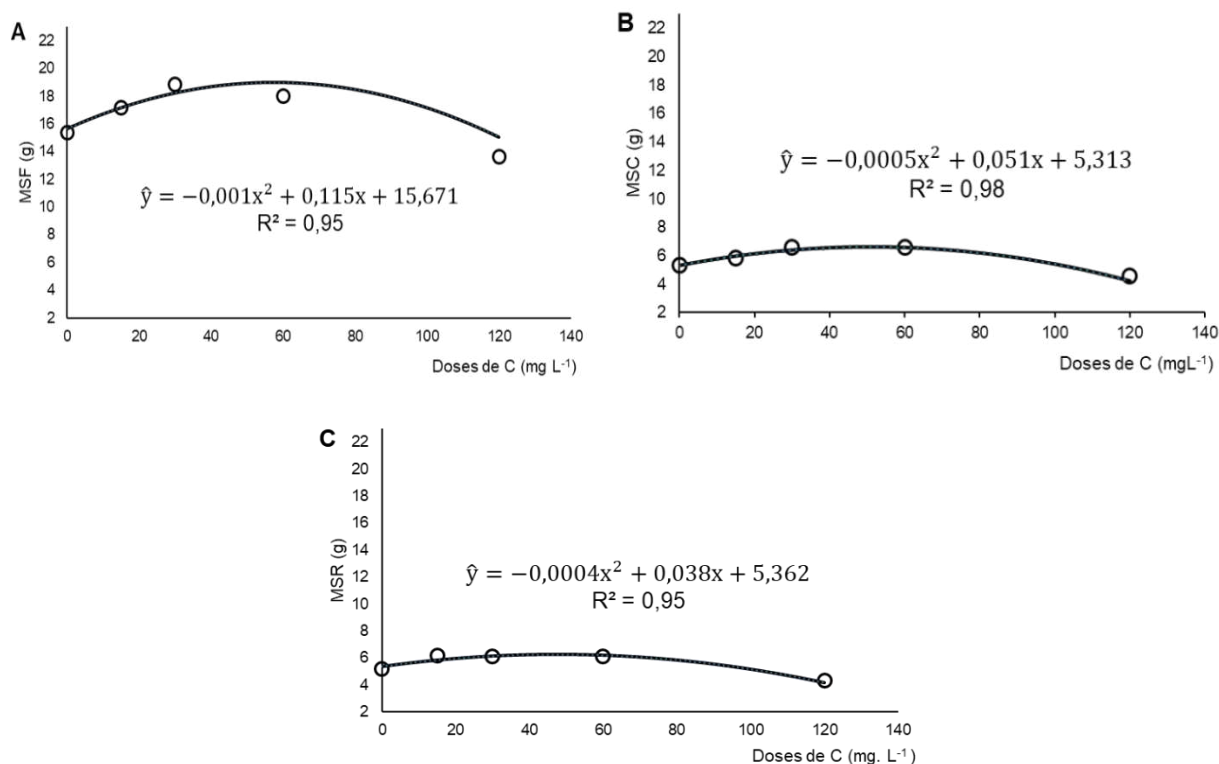 A
22
20
18
16
14
12
10
8
6
4
2
MSF (g)
ŷ = −0,001x² + 0,115x + 15,671
R² = 0,95
0 20 40 60 80 100 120 140
Doses de C (mg L⁻¹)
B
22
20
18
16
14
12
10
8
6
4
2
MSC (g)
ŷ = −0,0005x² + 0,051x + 5,313
R² = 0,98
0 20 40 60 80 100 120 140
Doses de C (mgL⁻¹)
C
22
20
18
16
14
12
10
8
6
4
2
MSR (g)
ŷ = −0,0004x² + 0,038x + 5,362
R² = 0,95
0 20 40 60 80 100 120 140
Doses de C (mg. L⁻¹)